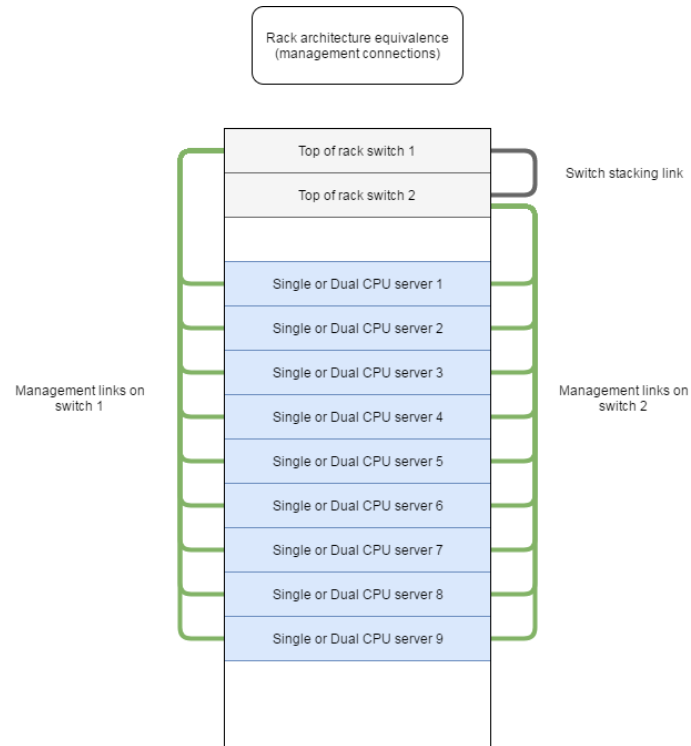 Rack architecture equivalence
(management connections)
Top of rack switch 1
Switch stacking link
Top of rack switch 2
Single or Dual CPU server 1
Single or Dual CPU server 2
Single or Dual CPU server 3
Management links on
switch 1
Management links on
switch 2
Single or Dual CPU server 4
Single or Dual CPU server 5
Single or Dual CPU server 6
Single or Dual CPU server 7
Single or Dual CPU server 8
Single or Dual CPU server 9